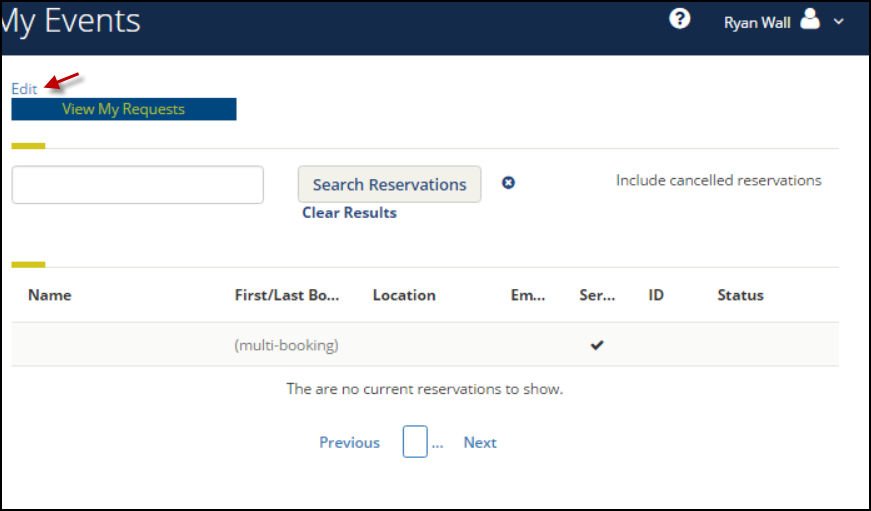 My Events
? Ryan Wall
Edit
View My Requests
Search Reservations
Include cancelled reservations
Clear Results
Name First/Last Bo... Location Em... Ser... ID Status
(multi-booking)
The are no current reservations to show.
Previous ... Next